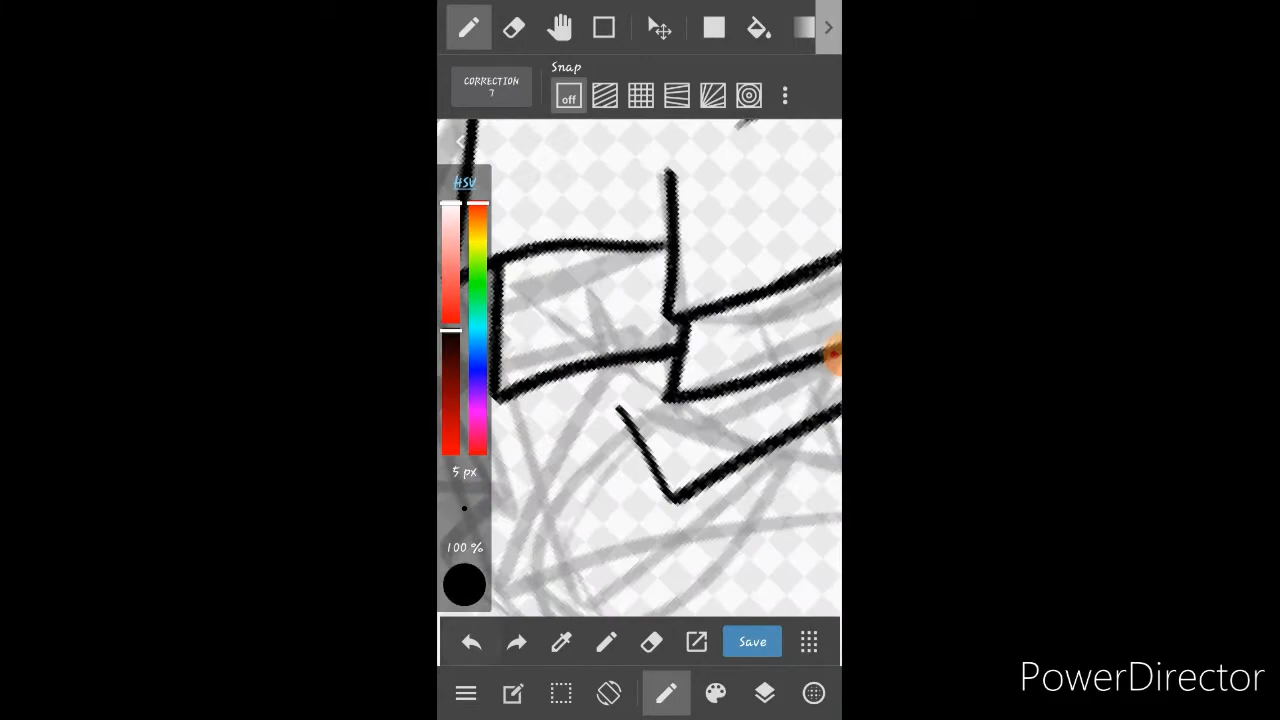 Snap
CORRECTION
7
off
HSV
5 px
100 %
Save
PowerDirector